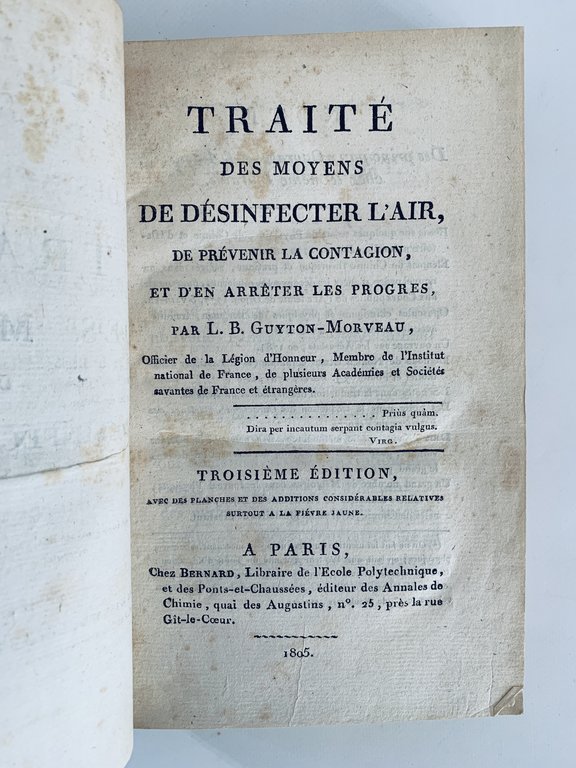 TRAITÉ
DES MOYENS
DE DÉSINFECTER L'AIR,
DE PRÉVENIR LA CONTAGION,
ET D'EN ARRÊTER LES PROGRES,
PAR L. B. GUYTON-MORVEAU,
Officier de la Légion d'Honneur, Membre de l'Institut
national de France, de plusieurs Académies et Sociétés
savantes de France et étrangères.
. . . . . . . . . . . . . . . Priùs quàm.
Dira per incautum serpant contagia vulgus.
VIRG.
TROISIÈME ÉDITION,
AVEC DES PLANCHES ET DES ADDITIONS CONSIDÉRABLES RELATIVES
SURTOUT A LA FIÉVRE JAUNE.
A PARIS,
Chez BERNARD, Libraire de l'Ecole Polytechnique,
et des Ponts-et-Chaussées, éditeur des Annales de
Chimie, quai des Augustins, n°. 25, près la rue
Git-le-Cœur.
1805.